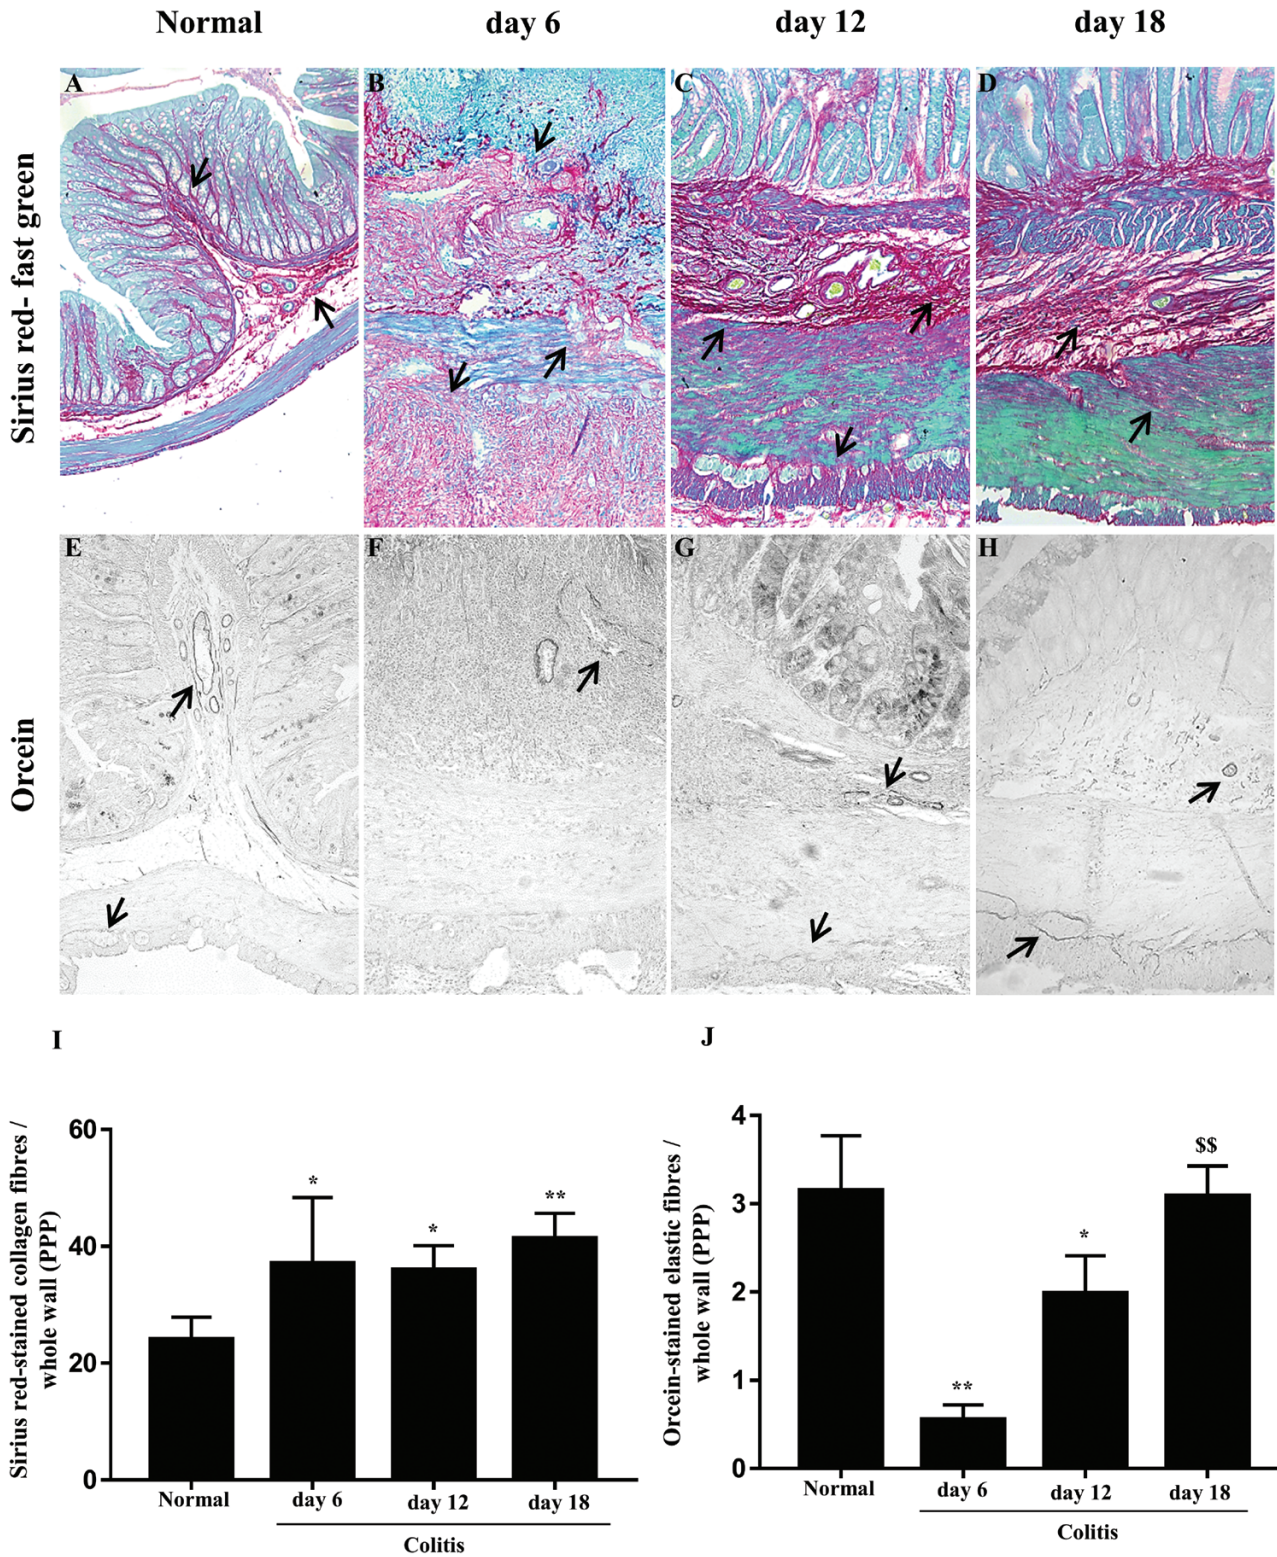 Normal
day 6
day 12
day 18
Sirius red- fast green
A
B
C
D
Orcein
E
F
G
H
I
Sirius red-stained collagen fibres /
whole wall (PPP)
60
40
20
0
*
*
**
Normal
day 6
day 12
day 18
Colitis
J
Orcein-stained elastic fibres /
whole wall (PPP)
4
3
2
1
0
**
*
$$
Normal
day 6
day 12
day 18
Colitis